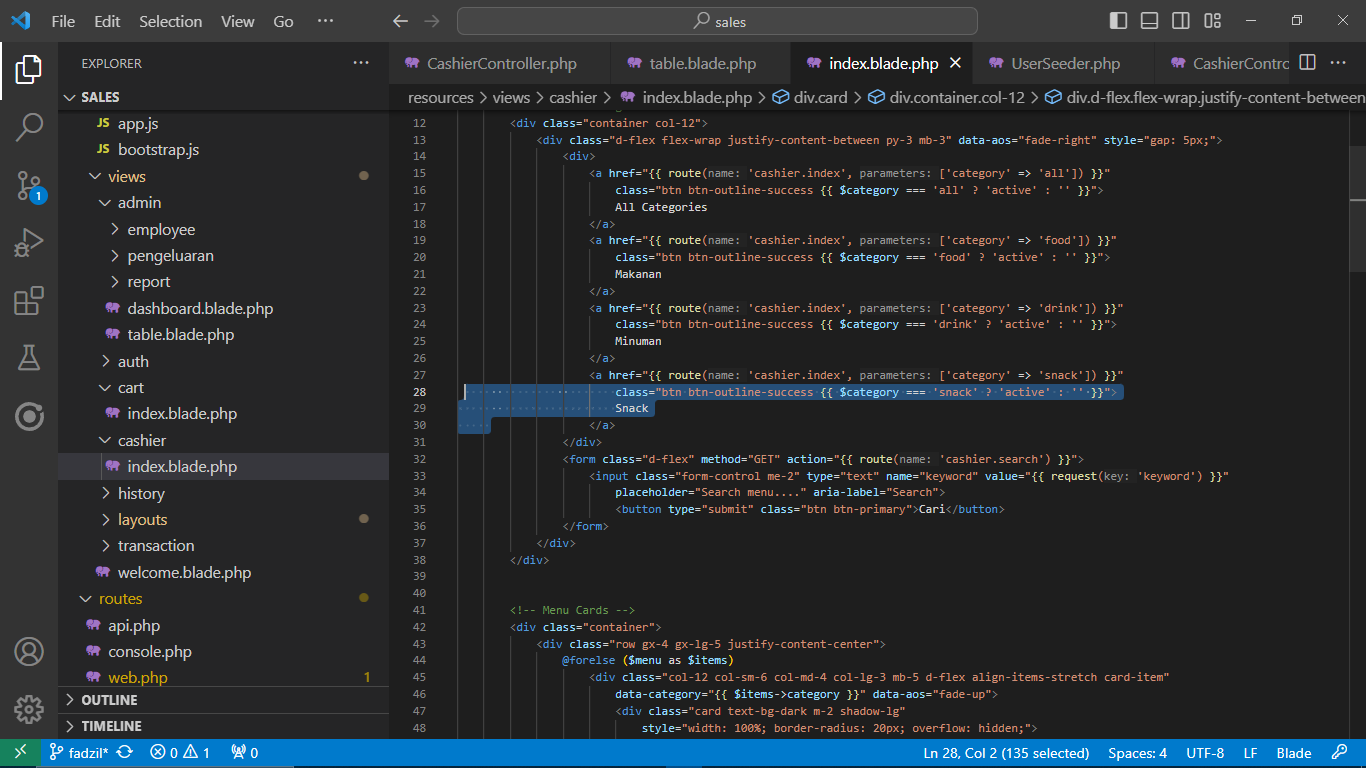 File Edit Selection View Go ··· sales
EXPLORER ···
SALES
JS app.js
JS bootstrap.js
views
admin
employee
pengeluaran
report
dashboard.blade.php
table.blade.php
auth
cart
index.blade.php
cashier
index.blade.php
history
layouts
transaction
welcome.blade.php
routes
api.php
console.php
web.php 1
OUTLINE
TIMELINE
1
CashierController.php table.blade.php index.blade.php UserSeeder.php CashierContro ···
resources > views > cashier > index.blade.php > div.card > div.container.col-12 > div.d-flex.flex-wrap.justify-content-between
12 <div class="container col-12">
13 <div class="d-flex flex-wrap justify-content-between py-3 mb-3" data-aos="fade-right" style="gap: 5px;">
14 <div>
15 <a href="{{ route(name: 'cashier.index', parameters: ['category' => 'all']) }}"
16 class="btn btn-outline-success {{ $category === 'all' ? 'active' : '' }}">
17 All Categories
18 </a>
19 <a href="{{ route(name: 'cashier.index', parameters: ['category' => 'food']) }}"
20 class="btn btn-outline-success {{ $category === 'food' ? 'active' : '' }}">
21 Makanan
22 </a>
23 <a href="{{ route(name: 'cashier.index', parameters: ['category' => 'drink']) }}"
24 class="btn btn-outline-success {{ $category === 'drink' ? 'active' : '' }}">
25 Minuman
26 </a>
27 <a href="{{ route(name: 'cashier.index', parameters: ['category' => 'snack']) }}"
28 class="btn btn-outline-success {{ $category === 'snack' ? 'active' : '' }}">
29 Snack
30 </a>
31 </div>
32 <form class="d-flex" method="GET" action="{{ route(name: 'cashier.search') }}">
33 <input class="form-control me-2" type="text" name="keyword" value="{{ request(key: 'keyword') }}"
34 placeholder="Search menu...." aria-label="Search">
35 <button type="submit" class="btn btn-primary">Cari</button>
36 </form>
37 </div>
38 </div>
39
40
41 <!-- Menu Cards -->
42 <div class="container">
43 <div class="row gx-4 gx-lg-5 justify-content-center">
44 @forelse ($menu as $items)
45 <div class="col-12 col-sm-6 col-md-4 col-lg-3 mb-5 d-flex align-items-stretch card-item"
46 data-category="{{ $items->category }}" data-aos="fade-up">
47 <div class="card text-bg-dark m-2 shadow-lg"
48 style="width: 100%; border-radius: 20px; overflow: hidden;">
fadzil* 0 1 0 Ln 28, Col 2 (135 selected) Spaces: 4 UTF-8 LF Blade